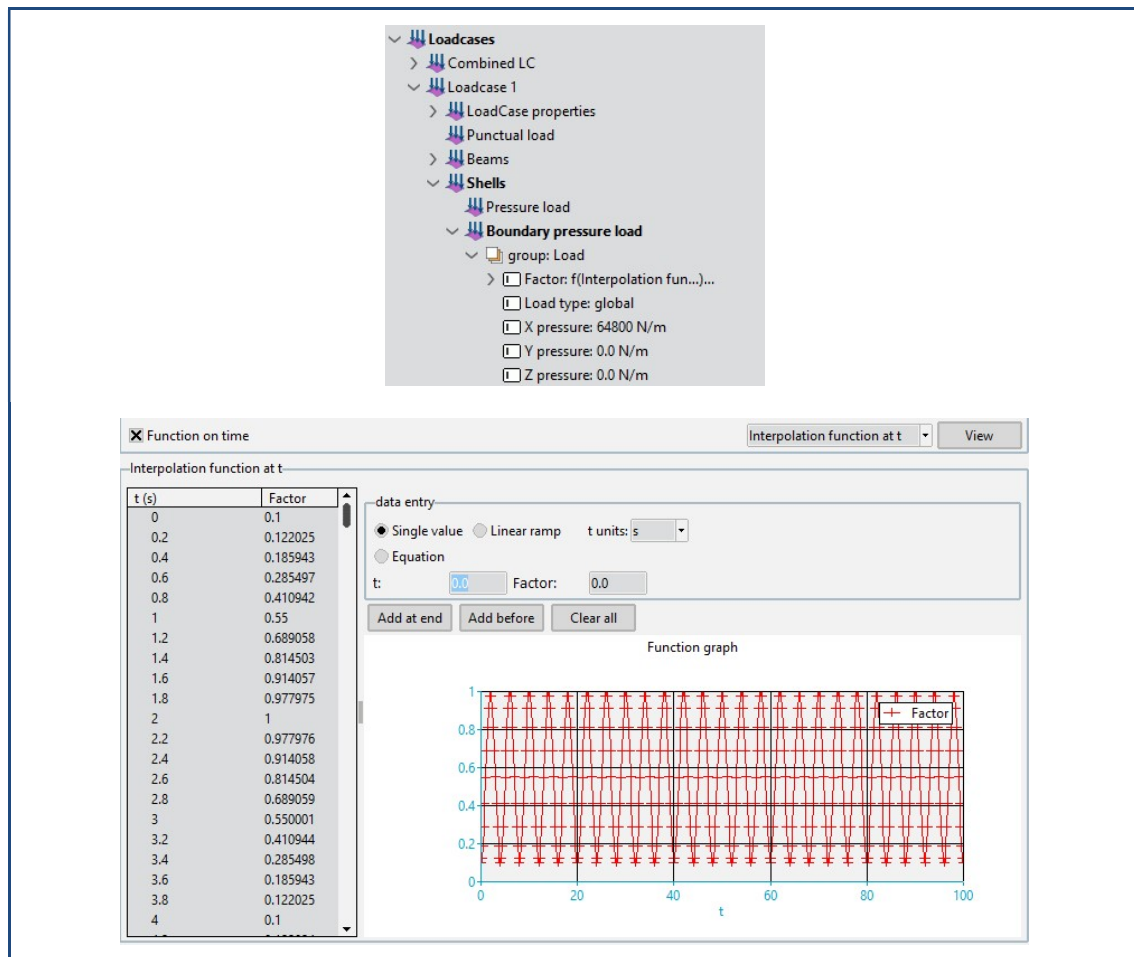 Loadcases
Combined LC
Loadcase 1
LoadCase properties
Punctual load
Beams
Shells
Pressure load
Boundary pressure load
group: Load
Factor: f(Interpolation fun...)...
Load type: global
X pressure: 64800 N/m
Y pressure: 0.0 N/m
Z pressure: 0.0 N/m
Function on time
Interpolation function at t
View
Interpolation function at t
t (s) Factor
0 0.1
0.2 0.122025
0.4 0.185943
0.6 0.285497
0.8 0.410942
1 0.55
1.2 0.689058
1.4 0.814503
1.6 0.914057
1.8 0.977975
2 1
2.2 0.977976
2.4 0.914058
2.6 0.814504
2.8 0.689059
3 0.550001
3.2 0.410944
3.4 0.285498
3.6 0.185943
3.8 0.122025
4 0.1
data entry
Single value Linear ramp t units: s
Equation
t: 0.0 Factor: 0.0
Add at end Add before Clear all
Function graph
Factor
1
0.8
0.6
0.4
0.2
0
0 20 40 60 80 100
t